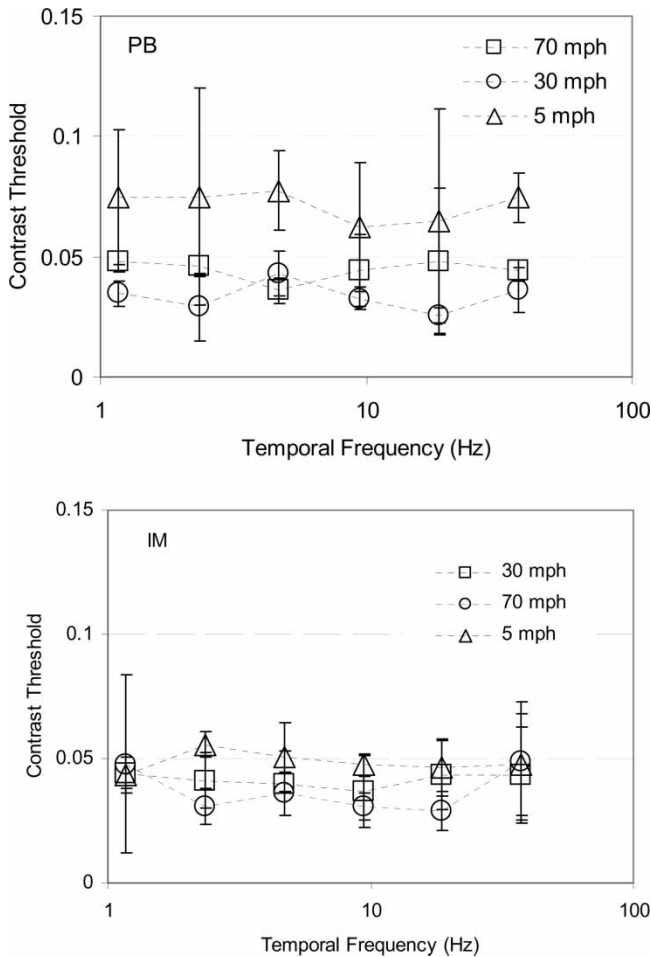 PB
70 mph
30 mph
5 mph
0.15
0.1
0.05
0
Contrast Threshold
1
10
100
Temporal Frequency (Hz)
IM
30 mph
70 mph
5 mph
0.15
0.1
0.05
0
Contrast Threshold
1
10
100
Temporal Frequency (Hz)